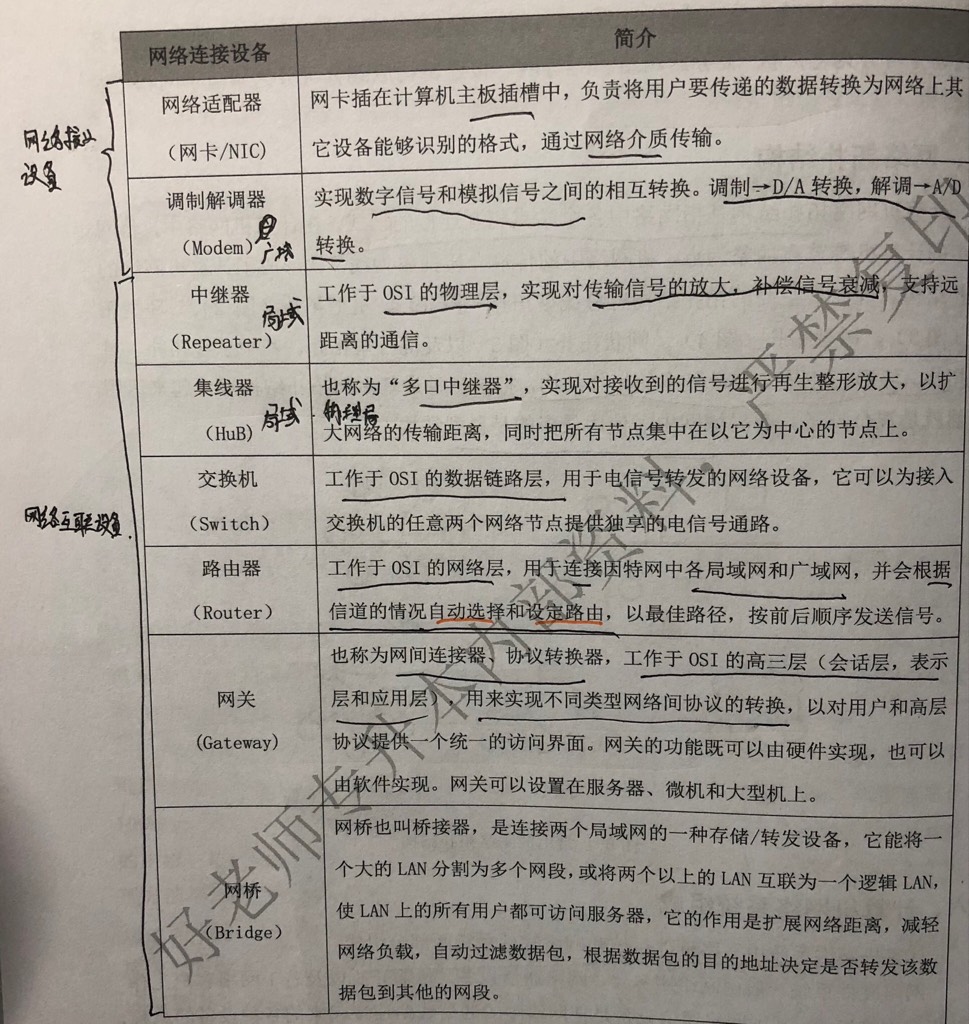 网络连接设备
简介
网络适配器
（网卡/NIC）
网卡插在计算机主板插槽中，负责将用户要传递的数据转换为网络上其
它设备能够识别的格式，通过网络介质传输。
网络接入
设备
调制解调器
（Modem）
广域
实现数字信号和模拟信号之间的相互转换。调制→D/A 转换，解调→A/D
转换。
中继器
（Repeater）
局域
工作于 OSI 的物理层，实现对传输信号的放大，补偿信号衰减，支持远
距离的通信。
集线器
（HuB）
局域
物理层
也称为“多口中继器”，实现对接收到的信号进行再生整形放大，以扩
大网络的传输距离，同时把所有节点集中在以它为中心的节点上。
网络互联设备
交换机
（Switch）
工作于 OSI 的数据链路层，用于电信号转发的网络设备，它可以为接入
交换机的任意两个网络节点提供独享的电信号通路。
路由器
（Router）
工作于 OSI 的网络层，用于连接因特网中各局域网和广域网，并会根据
信道的情况自动选择和设定路由，以最佳路径，按前后顺序发送信号。
网关
(Gateway)
也称为网间连接器、协议转换器，工作于 OSI 的高三层（会话层，表示
层和应用层），用来实现不同类型网络间协议的转换，以对用户和高层
协议提供一个统一的访问界面。网关的功能既可以由硬件实现，也可以
由软件实现。网关可以设置在服务器、微机和大型机上。
网桥
（Bridge）
网桥也叫桥接器，是连接两个局域网的一种存储/转发设备，它能将一
个大的 LAN 分割为多个网段，或将两个以上的 LAN 互联为一个逻辑 LAN，
使 LAN 上的所有用户都可访问服务器，它的作用是扩展网络距离，减轻
网络负载，自动过滤数据包，根据数据包的目的地址决定是否转发该数
据包到其他的网段。
好老师专升本内部资料，严禁复印